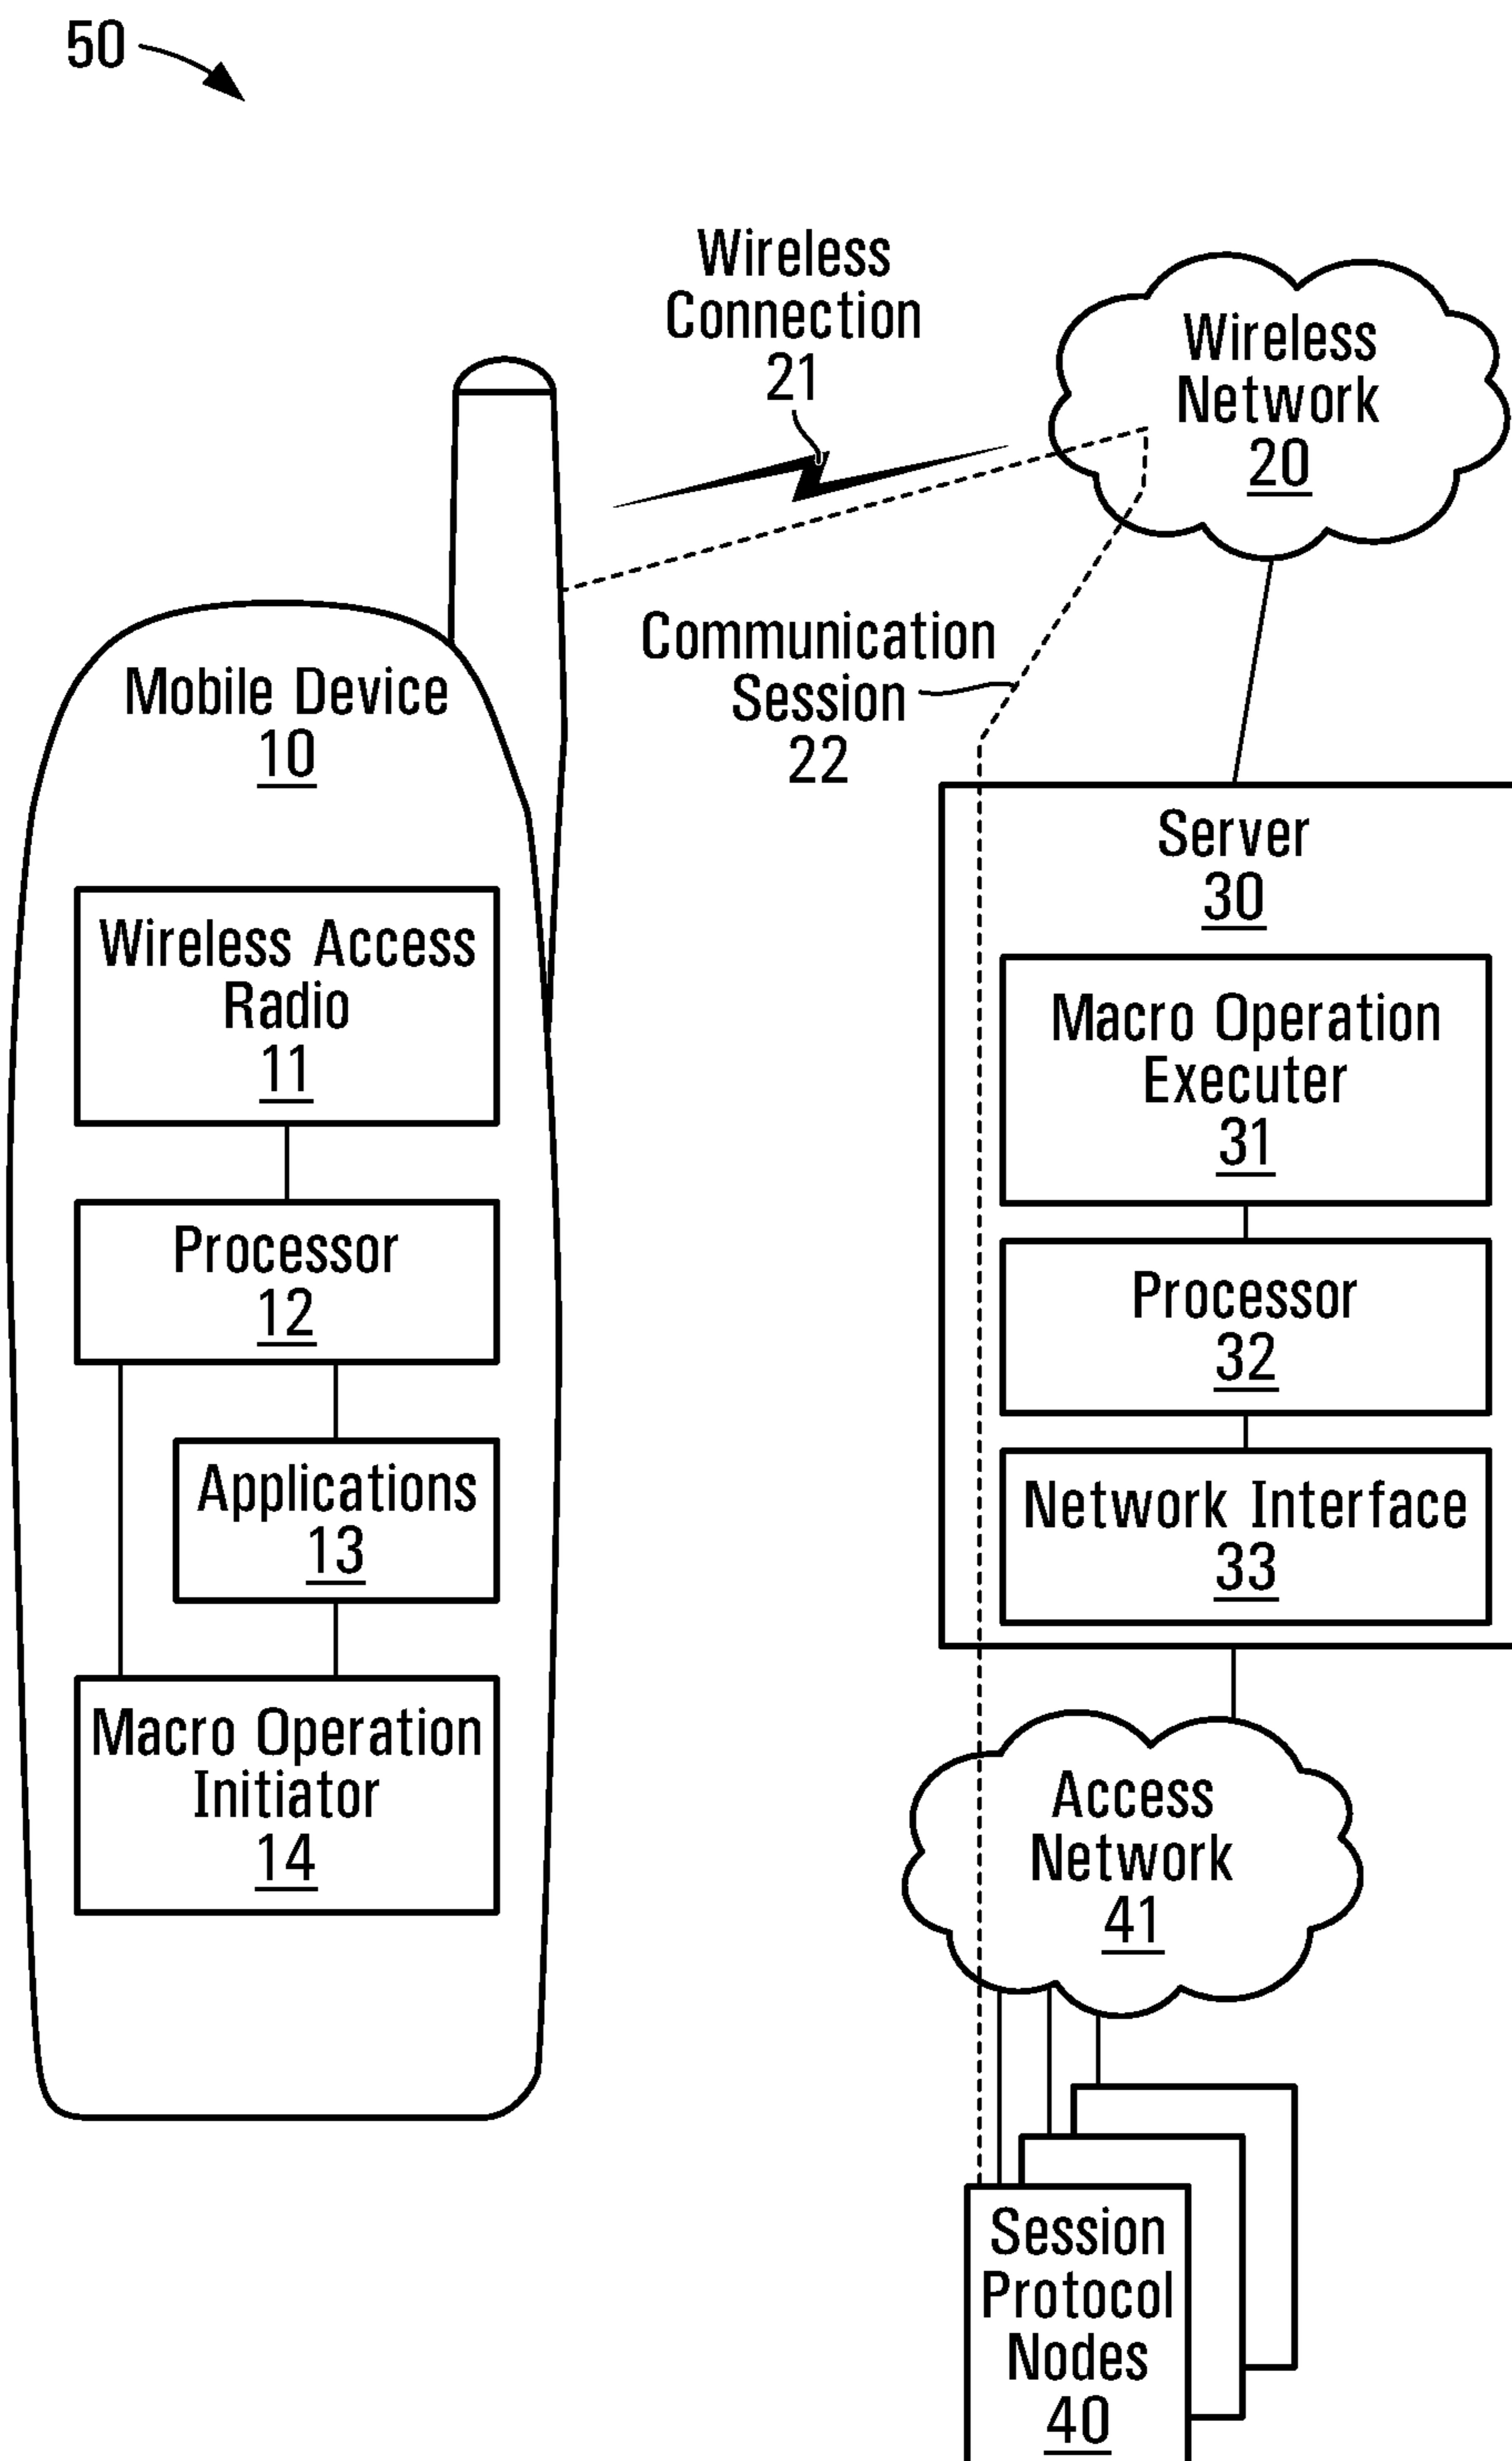 50
Wireless
Connection
21
Wireless
Network
20
Communication
Session
22
Mobile Device
10
Wireless Access
Radio
11
Processor
12
Applications
13
Macro Operation
Initiator
14
Server
30
Macro Operation
Executer
31
Processor
32
Network Interface
33
Access
Network
41
Session
Protocol
Nodes
40